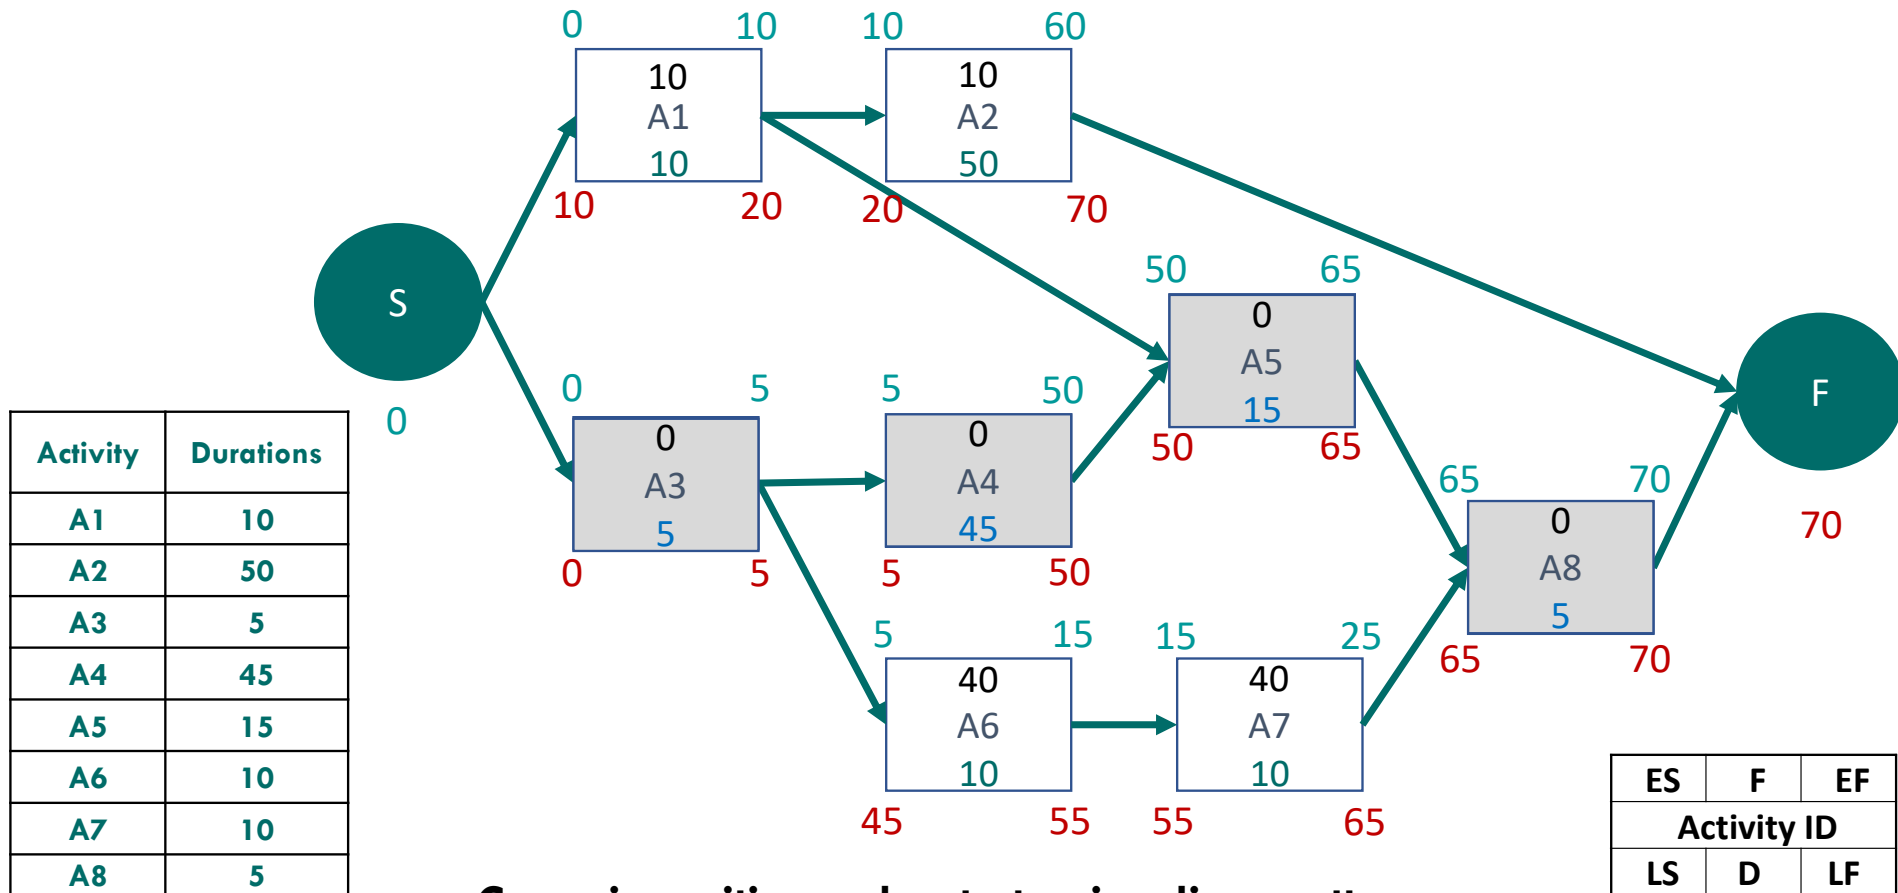 0 10 10 60
10 10
A1 A2
10 50
10 20 20 70
S
0
50 65
0
A5
15
50 65
F
70
0 5 5 50
0 0
A3 A4
5 45
0 5 5 50
65 70
0
A8
5
65 70
5 15 15 25
40 40
A6 A7
10 10
45 55 55 65
Activity Durations
A1 10
A2 50
A3 5
A4 45
A5 15
A6 10
A7 10
A8 5
ES F EF
Activity ID
LS D LF